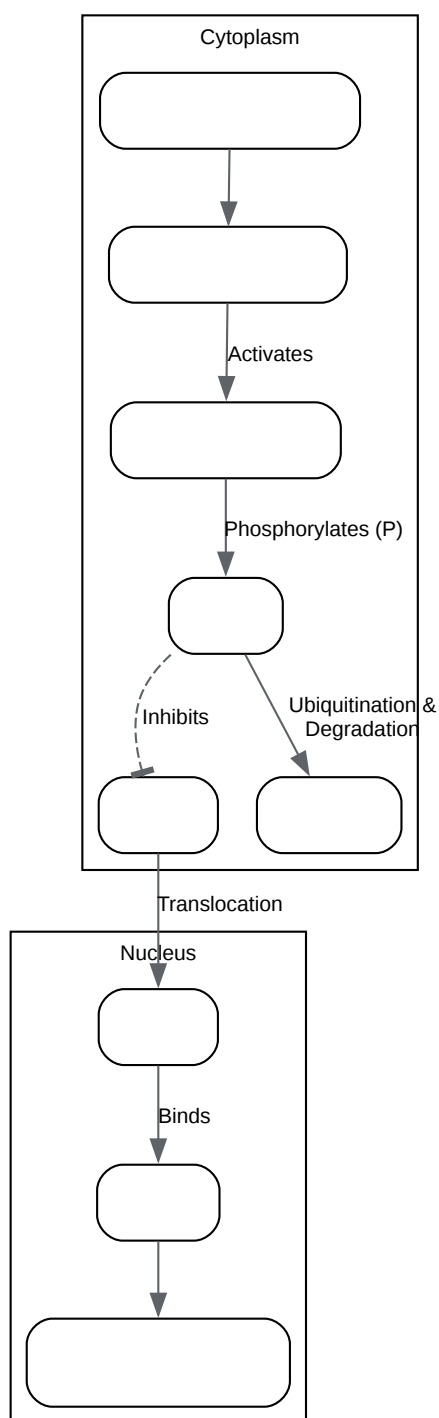 Cytoplasm
Activates
Phosphorylates (P)
Inhibits
Ubiquitination &
Degradation
Translocation
Nucleus
Binds